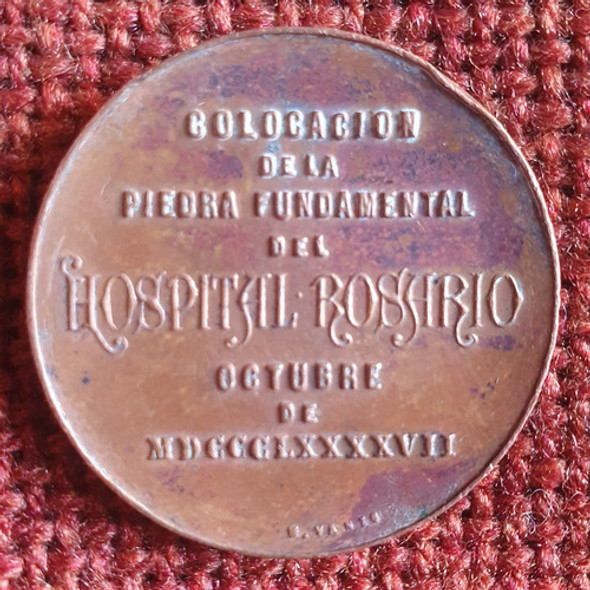 COLOCACION
DE LA
PIEDRA FUNDAMENTAL
DEL
HOSPITAL·ROSARIO
OCTUBRE
DE
MDCCCLXXXXVII